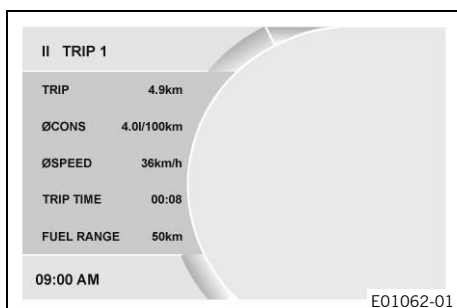 II TRIP 1
TRIP 4.9km
ØCONS 4.0l/100km
ØSPEED 36km/h
TRIP TIME 00:08
FUEL RANGE 50km
09:00 AM
E01062-01